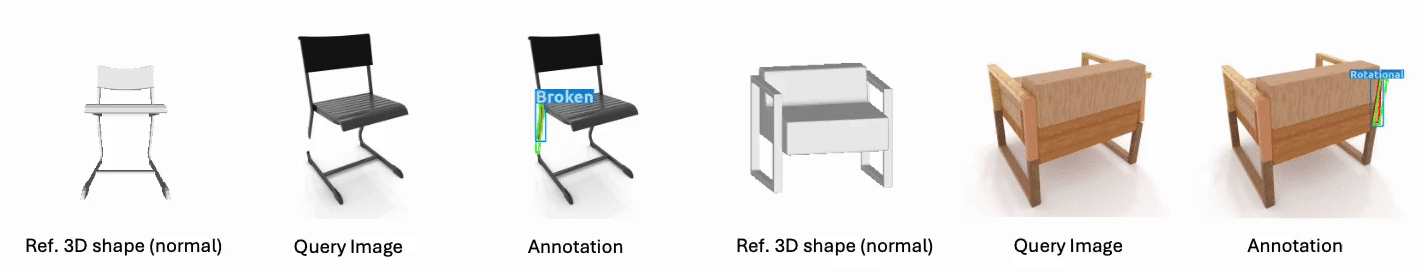 Broken
Rotational
Ref. 3D shape (normal)
Query Image
Annotation
Ref. 3D shape (normal)
Query Image
Annotation